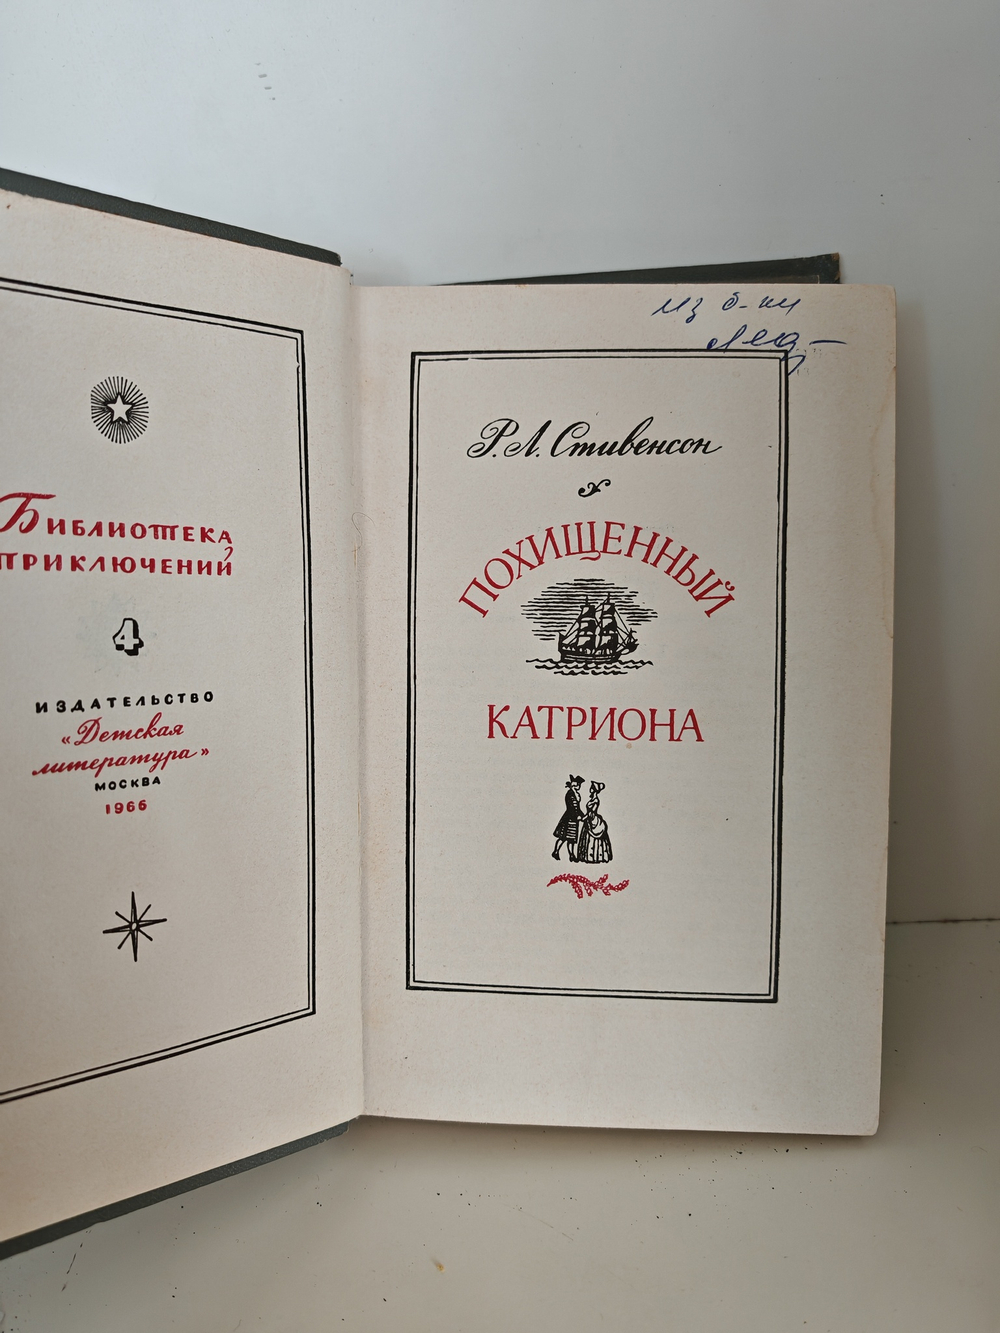 Библиотека
приключений
4
ИЗДАТЕЛЬСТВО
«Детская
литература»
МОСКВА
1966
из б-ки
Р. Л. Стивенсон
ПОХИЩЕННЫЙ
КАТРИОНА